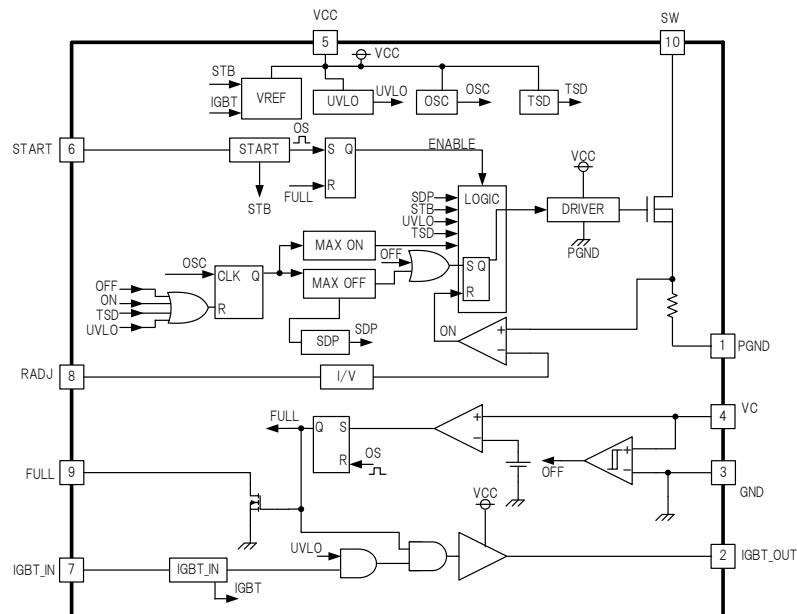 VCC
SW
5
10
VCC
STB
IGBT
VREF
UVLO
UVLO
OSC
OSC
TSD
TSD
START
6
START
OS
S Q
R
ENABLE
STB
FULL
SDP
STB
UVLO
TSD
LOGIC
VCC
DRIVER
PGND
OSC
CLK Q
R
MAX ON
MAX OFF
OFF
S Q
R
OFF
ON
TSD
UVLO
SDP
SDP
ON
+
−
1
PGND
RADJ
8
I/V
FULL
Q S
R
OS
+
−
4
VC
OFF
+
−
3
GND
FULL
9
VCC
UVLO
IGBT_IN
7
IGBT_IN
IGBT
2
IGBT_OUT